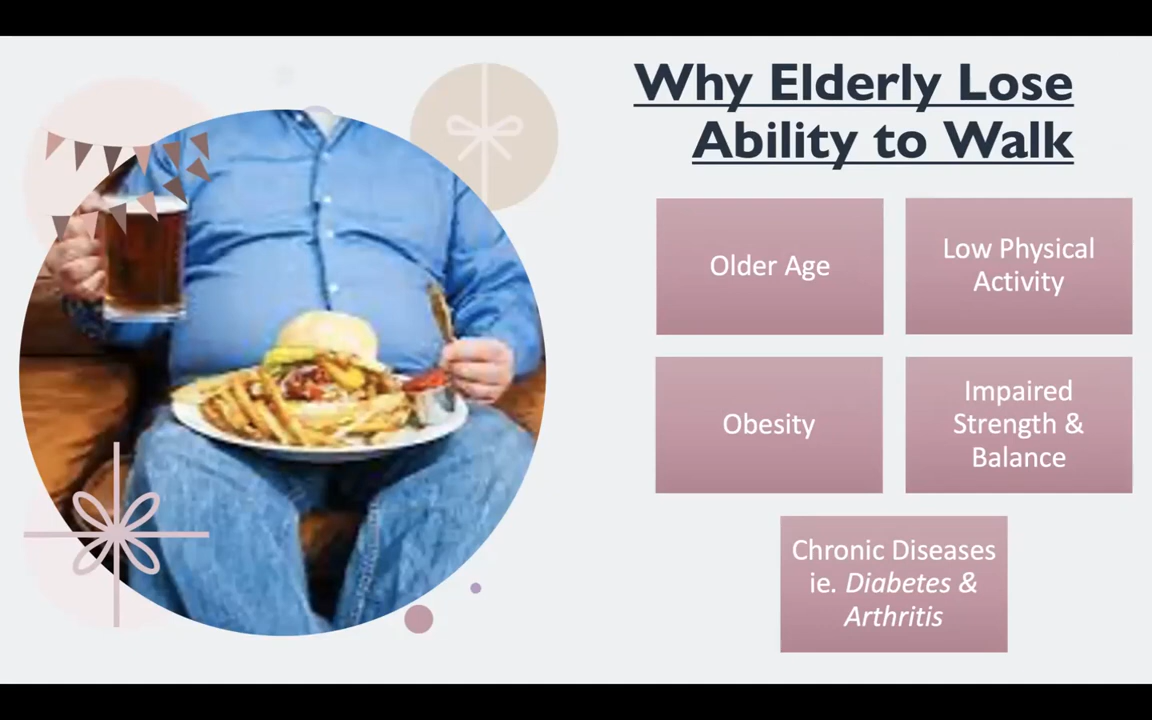 Why Elderly Lose
Ability to Walk
Older Age
Low Physical
Activity
Obesity
Impaired
Strength &
Balance
Chronic Diseases
ie. Diabetes &
Arthritis